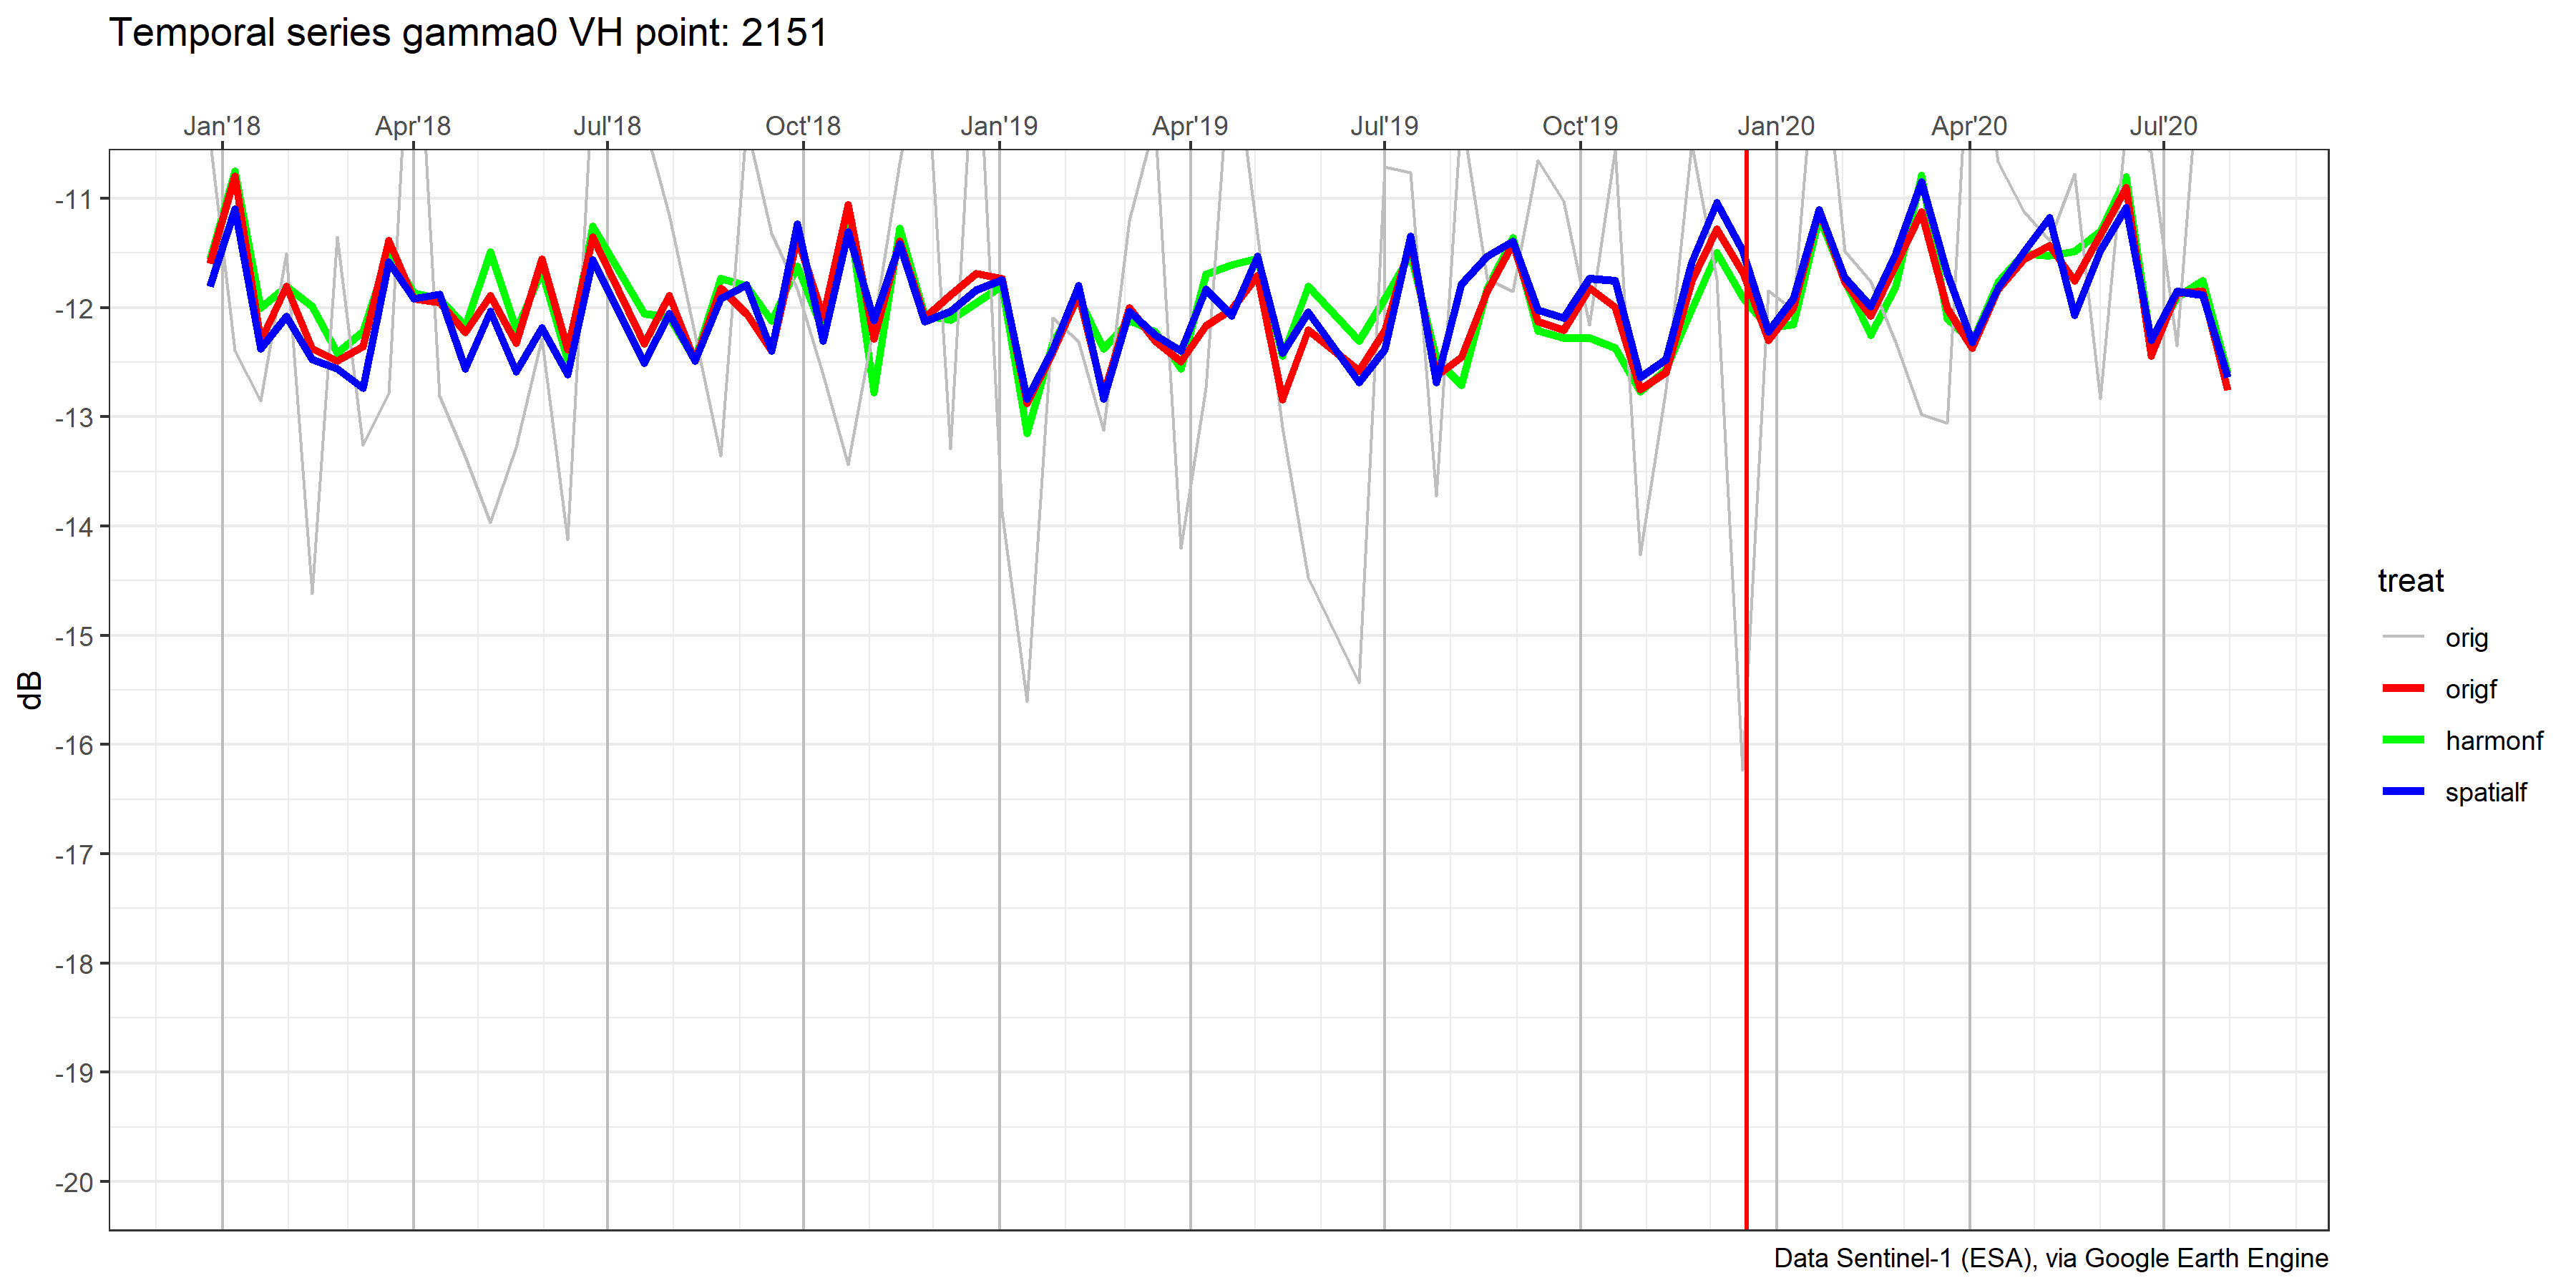 Temporal series gamma0 VH point: 2151
Jan'18 Apr'18 Jul'18 Oct'18 Jan'19 Apr'19 Jul'19 Oct'19 Jan'20 Apr'20 Jul'20
-11
-12
-13
-14
-15
-16
-17
-18
-19
-20
dB
treat
orig
origf
harmonf
spatialf
Data Sentinel-1 (ESA), via Google Earth Engine